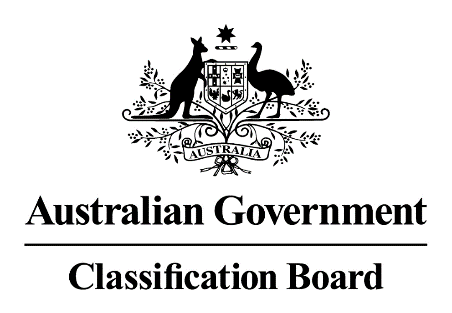 AUSTRALIA
Australian Government
Classification Board